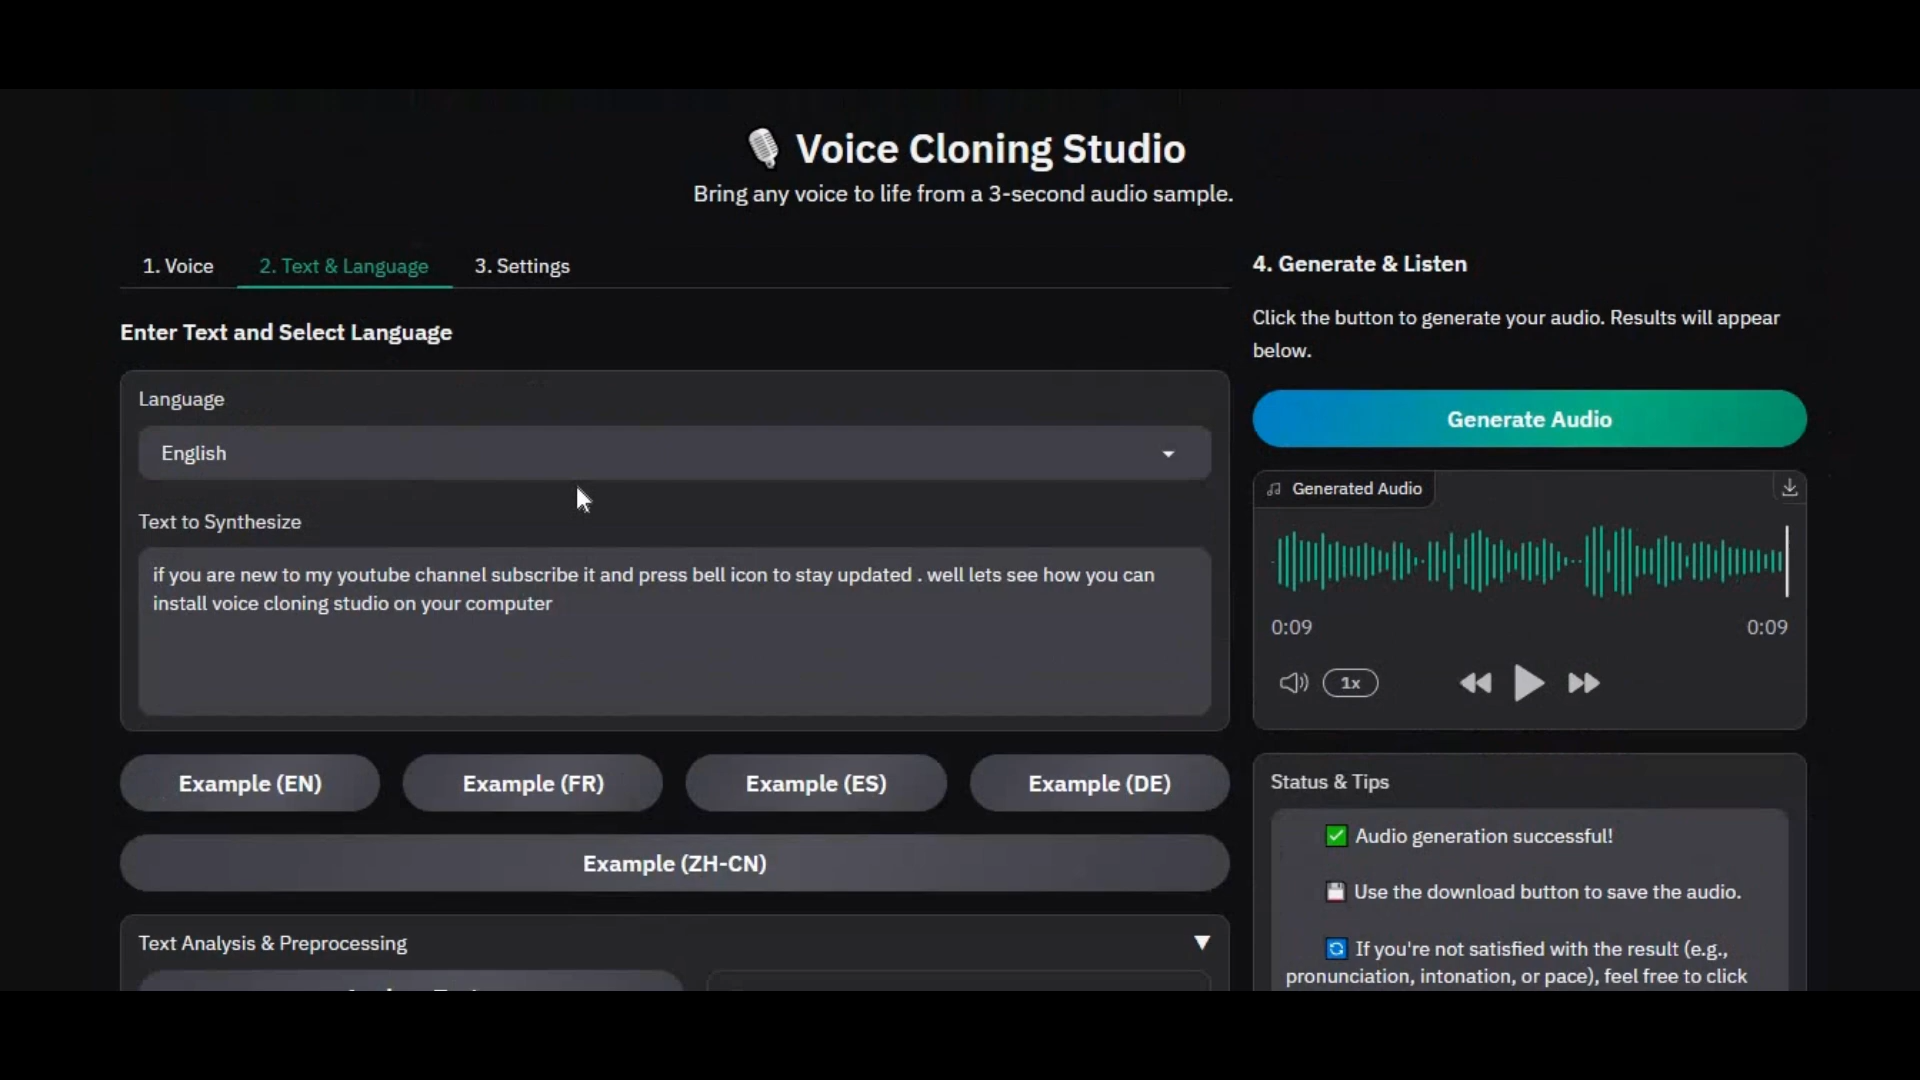 Voice Cloning Studio
Bring any voice to life from a 3-second audio sample.
1. Voice
2. Text & Language
3. Settings
Enter Text and Select Language
Language
English
Text to Synthesize
if you are new to my youtube channel subscribe it and press bell icon to stay updated . well lets see how you can
install voice cloning studio on your computer
Example (EN)
Example (FR)
Example (ES)
Example (DE)
Example (ZH-CN)
Text Analysis & Preprocessing
4. Generate & Listen
Click the button to generate your audio. Results will appear
below.
Generate Audio
Generated Audio
0:09
0:09
1x
Status & Tips
Audio generation successful!
Use the download button to save the audio.
If you're not satisfied with the result (e.g.,
pronunciation, intonation, or pace), feel free to click